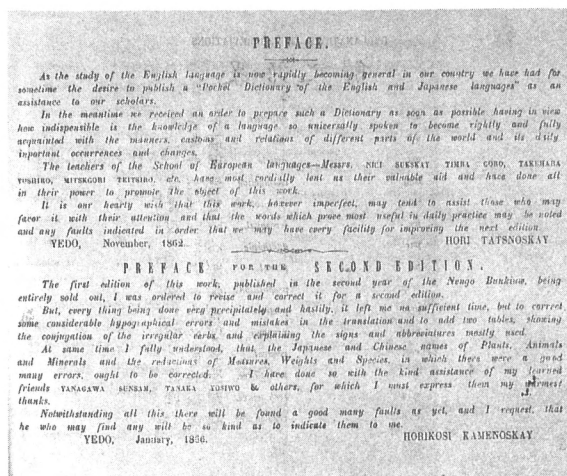 PREFACE.
As the study of the English language is now rapidly becoming general in our country we have had for
sometime the desire to publish a "Pocket Dictionary of the English and Japanese languages" as an
assistance to our scholars.
In the meantime we received an order to prepare such a Dictionary as soon as possible having in view
how indispensible is the knowledge of a language so universally spoken to become rightly and fully
acquainted with the manners, customs and relations of different parts of the world and its daily
inportant occurrences and changes.
The teachers of the School of European languages—Messrs. SUKSKAY TIMBA GORO, TAKEHARA
YUSHIRO, MITSKGORI TEISHIRO, etc. have most cordially lent us their valuable aid and have done all
in their power to promote the object of this work.
It is our hearty wish that this work, however imperfect, may tend to assist those who may
favor it with their attention and that the words which prove most useful in daily practice may be noted
and any faults indicated in order that we may have every facility for improving the next edition.
YEDO, November, 1862. HORI TATSNOSKAY
PREFACE FOR THE SECOND EDITION.
The first edition of this work, published in the second year of the Nengo Bunkiuw, being
entirely sold out, I was ordered to revise and correct it for a second edition.
But, every thing being done very precipitately and hastily, it left me no sufficient time, but to correct
some considerable hypographical errors and mistakes in the translation and to add two tables, showing
the conjugation of the irregular verbs and explaining the signs and abbreviatures mostly used.
At same time I fully understood, that the Japanese and Chinese names of Plants, Animals
and Minerals and the reductions of Measures, Weights and Species, in which there were a good
many errors, ought to be corrected. I have done so with the kind assistance of my learned
friends YANAGAWA SUNSAM, TANAKA YOSIWO & others, for which I must express them my
thanks.
Notwithstanding all this there will be found a good many faults as yet, and I request, that
he who may find any will be so kind as to indicate them to me.
YEDO, January, 1866. HORIKOSI KAMENOSKAY